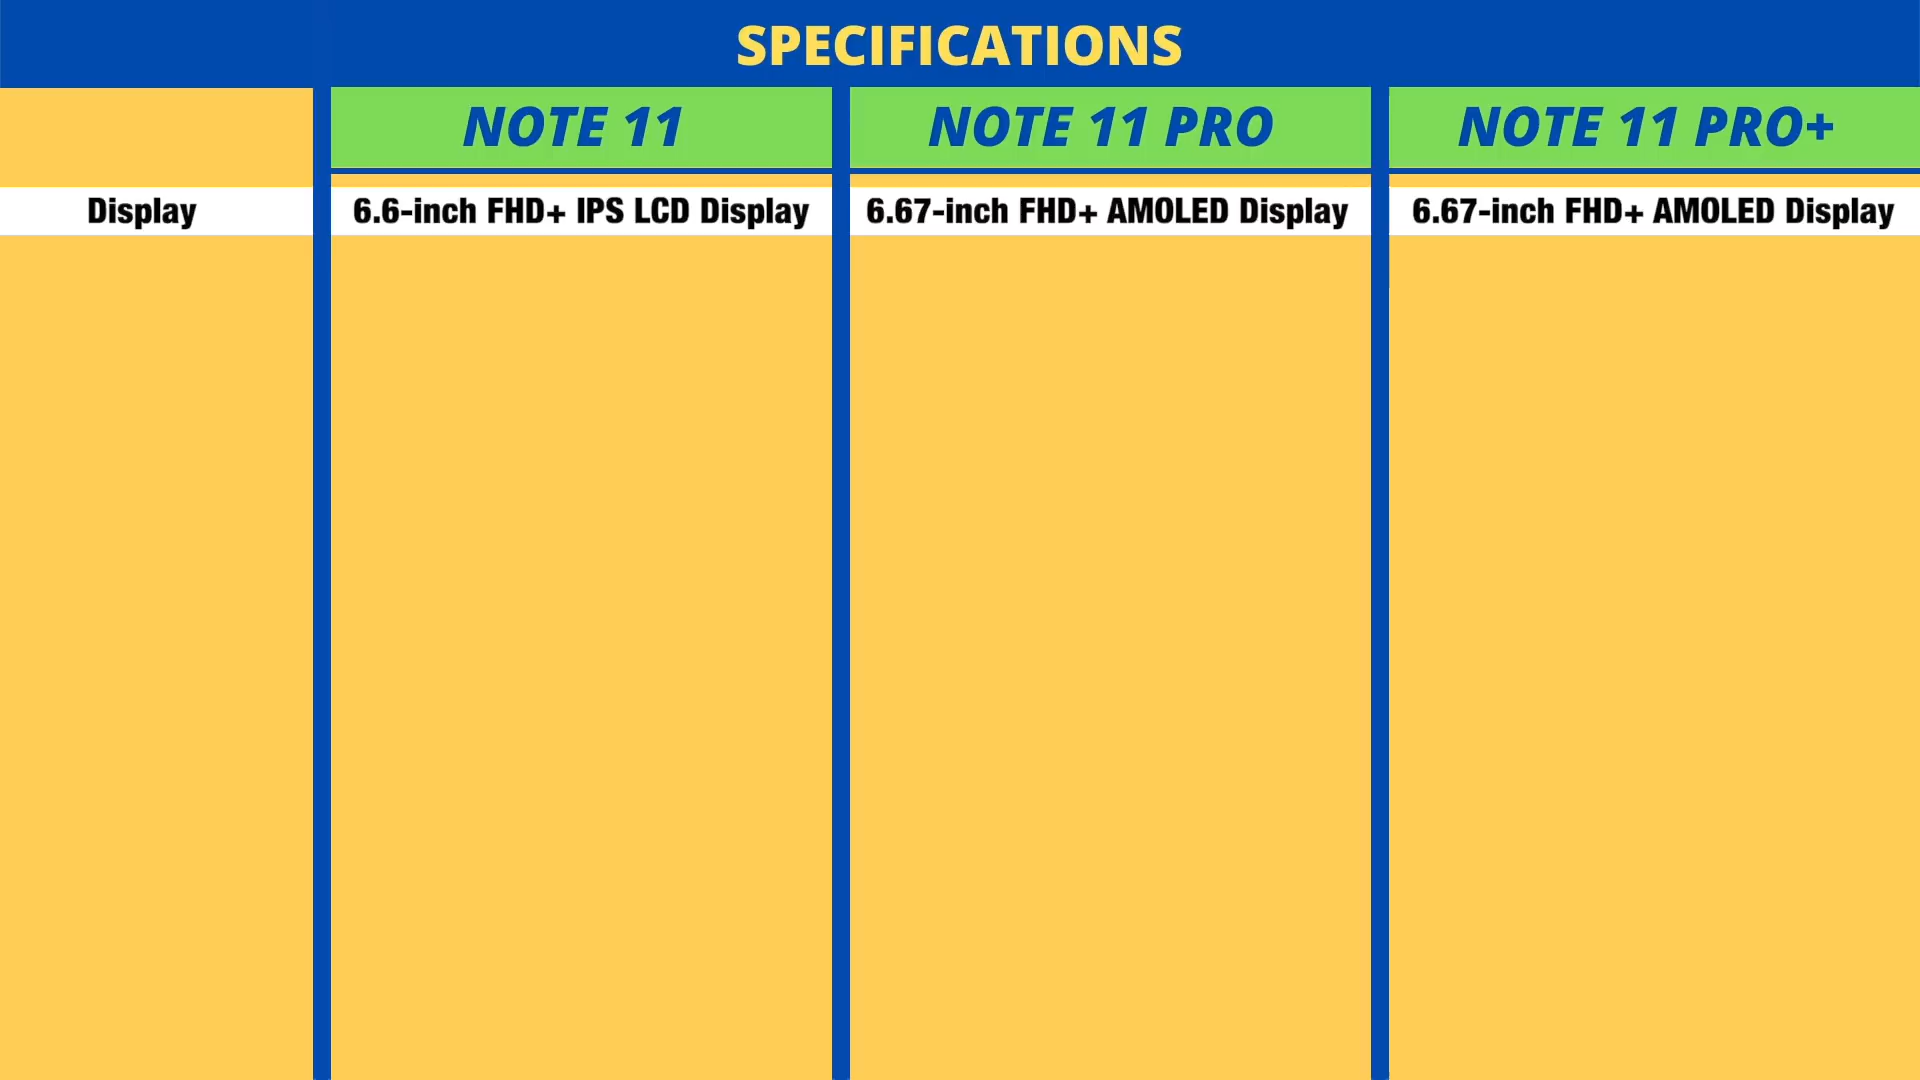 SPECIFICATIONS
NOTE 11 NOTE 11 PRO NOTE 11 PRO+
Display 6.6-inch FHD+ IPS LCD Display 6.67-inch FHD+ AMOLED Display 6.67-inch FHD+ AMOLED Display